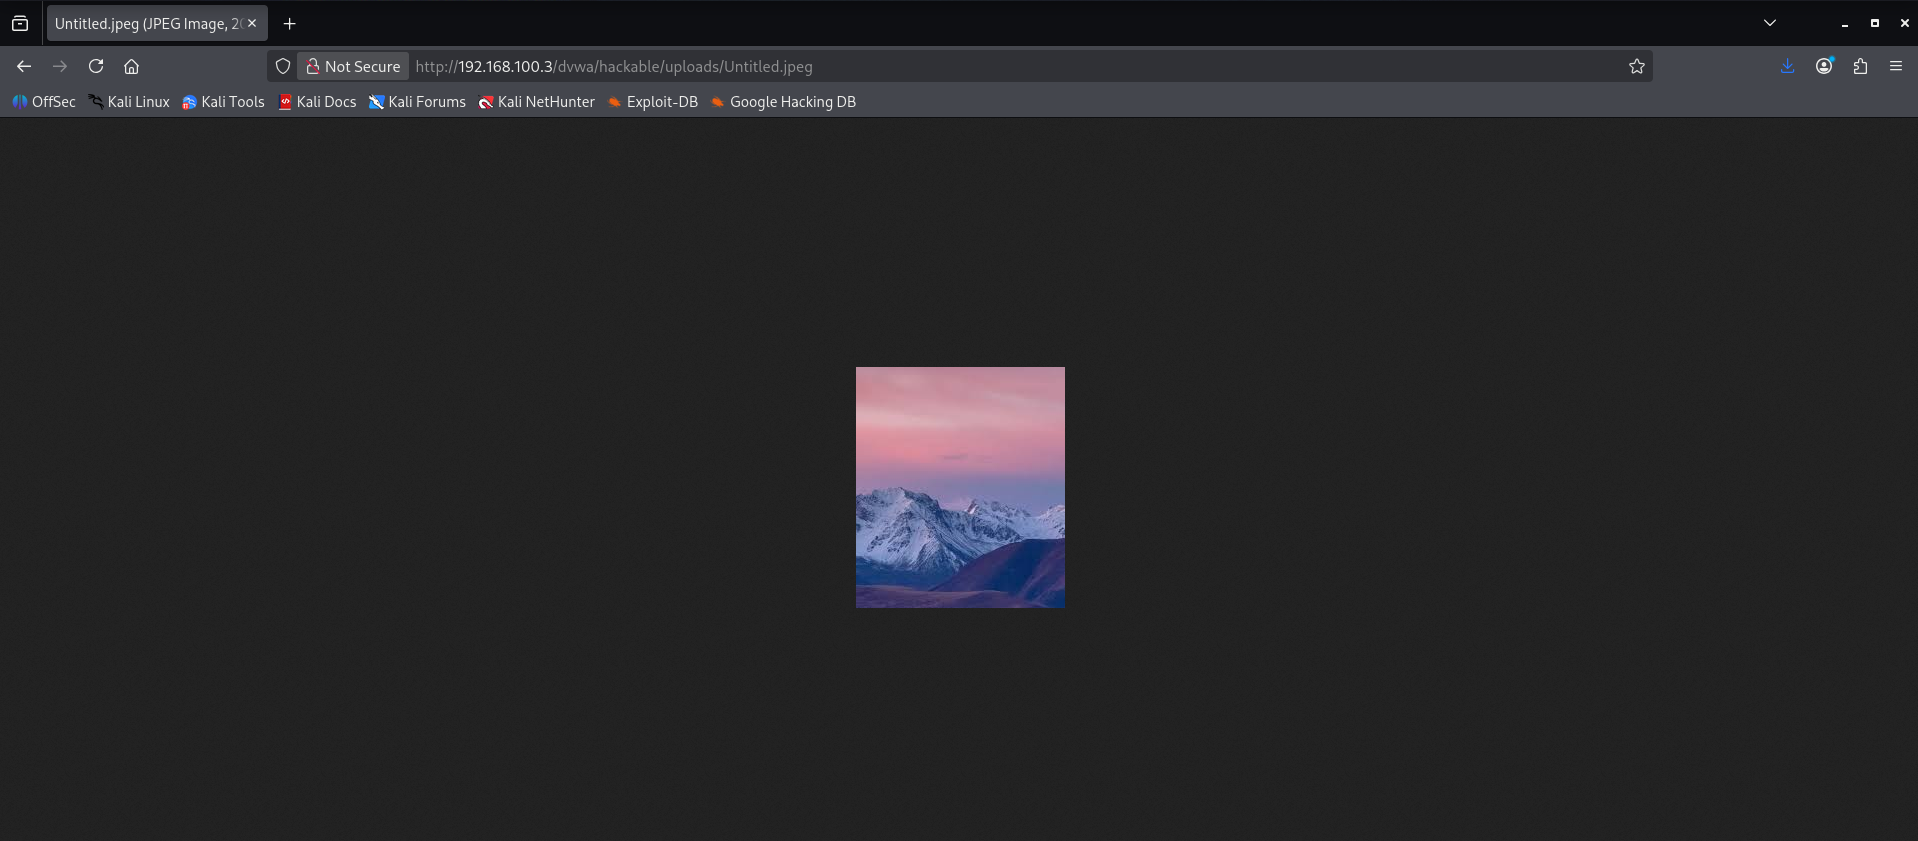 Untitled.jpeg (JPEG Image, 20
Not Secure http://192.168.100.3/dvwa/hackable/uploads/Untitled.jpeg
OffSec Kali Linux Kali Tools Kali Docs Kali Forums Kali NetHunter Exploit-DB Google Hacking DB